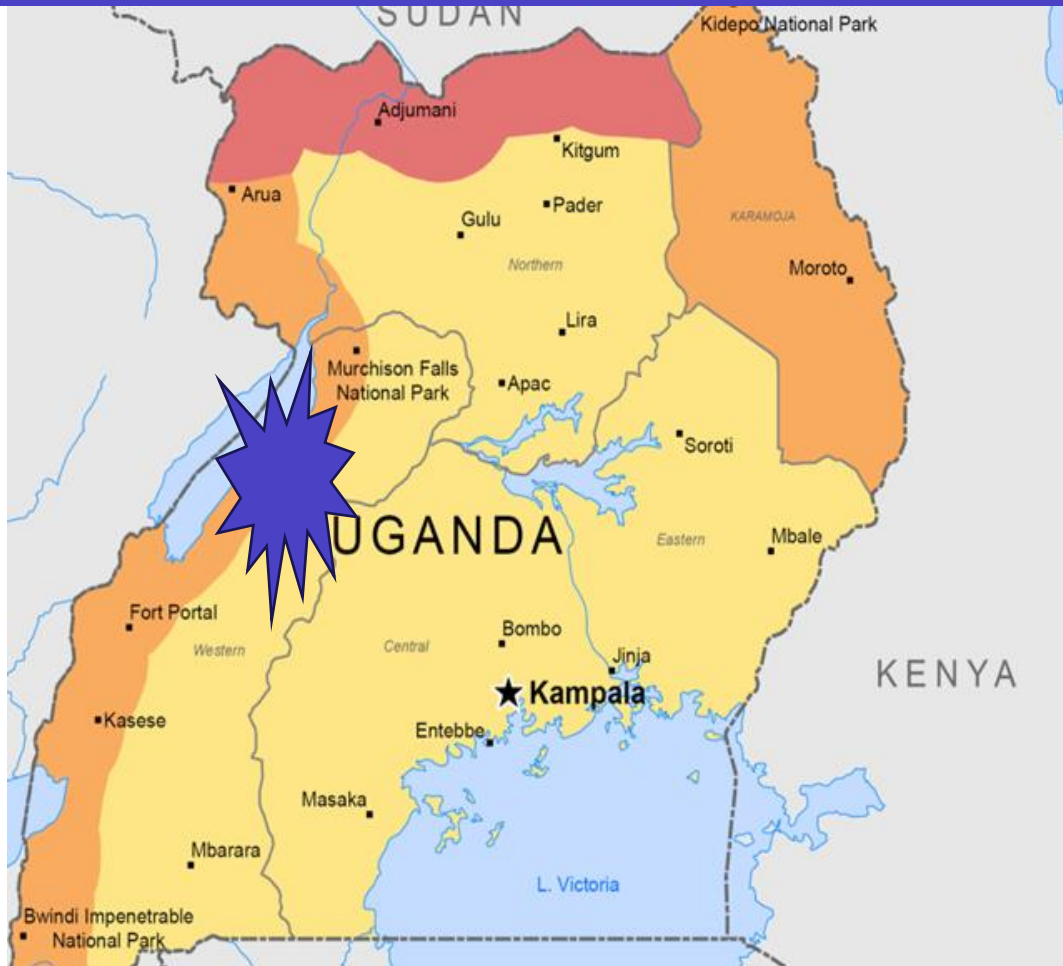 SUDAN
Kidepo National Park
Adjumani
Kitgum
Arua
Pader
Gulu
KARAMOJA
Northern
Moroto
Lira
Murchison Falls
National Park
Apac
Soroti
UGANDA
Eastern
Mbale
Fort Portal
Western
Central
Bombo
Jinja
KENYA
Kampala
Kasese
Entebbe
Masaka
Mbarara
L. Victoria
Bwindi Impenetrable
National Park